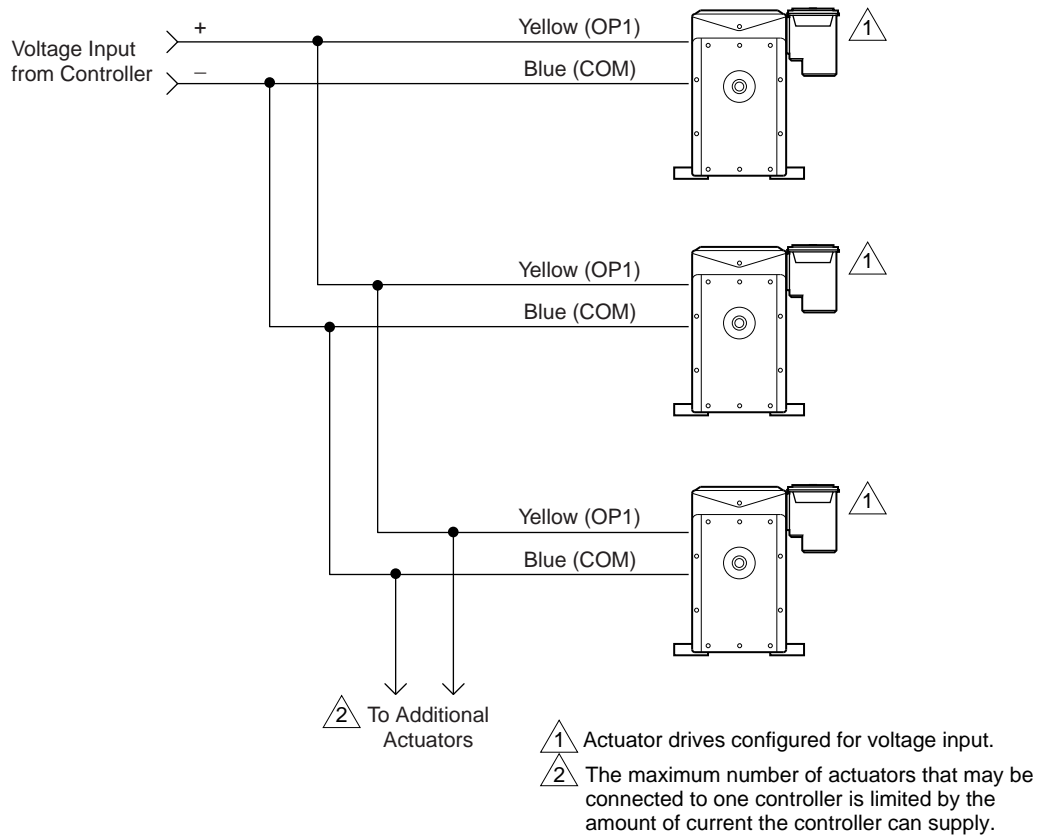 Yellow (OP1)
1
+
Voltage Input
from Controller
–
Blue (COM)
Yellow (OP1)
1
Blue (COM)
Yellow (OP1)
1
Blue (COM)
2 To Additional
Actuators
1 Actuator drives configured for voltage input.
2 The maximum number of actuators that may be
connected to one controller is limited by the
amount of current the controller can supply.